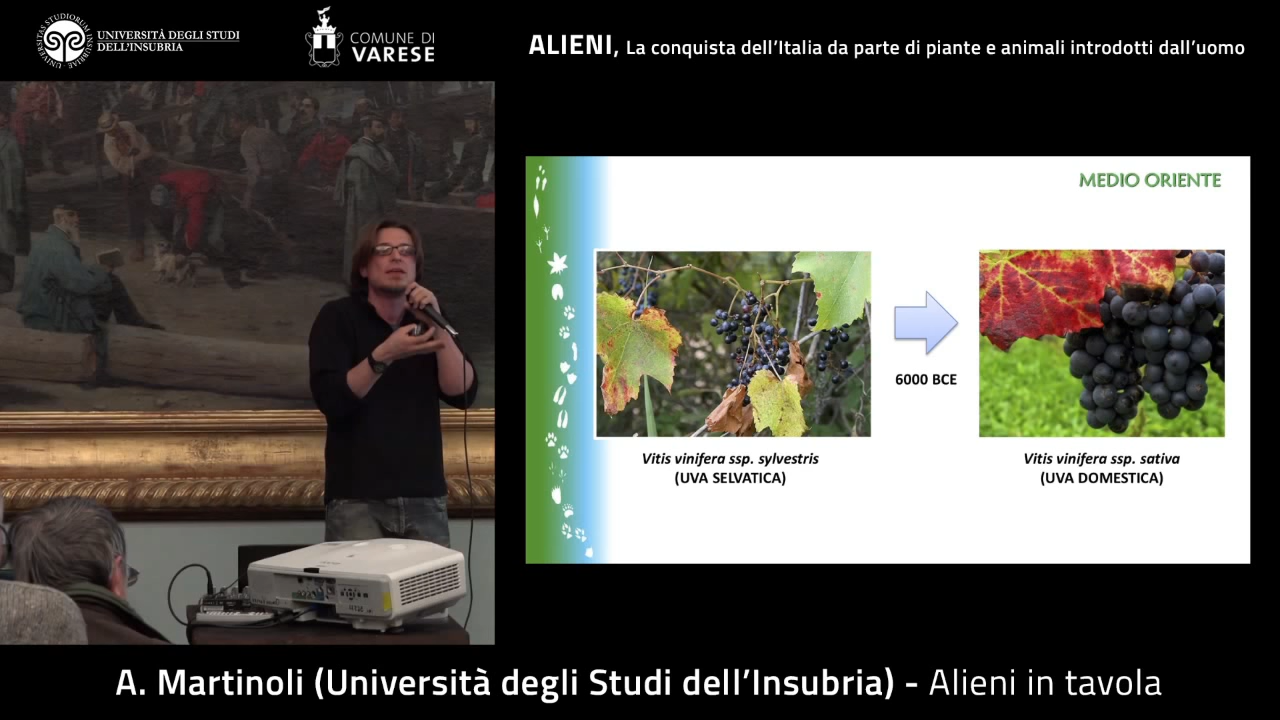 UNIVERSITÀ DEGLI STUDI
DELL'INSUBRIA
COMUNE DI
VARESE
ALIENI, La conquista dell'Italia da parte di piante e animali introdotti dall'uomo
MEDIO ORIENTE
6000 BCE
Vitis vinifera ssp. sylvestris
(UVA SELVATICA)
Vitis vinifera ssp. sativa
(UVA DOMESTICA)
A. Martinoli (Università degli Studi dell'Insubria) - Alieni in tavola